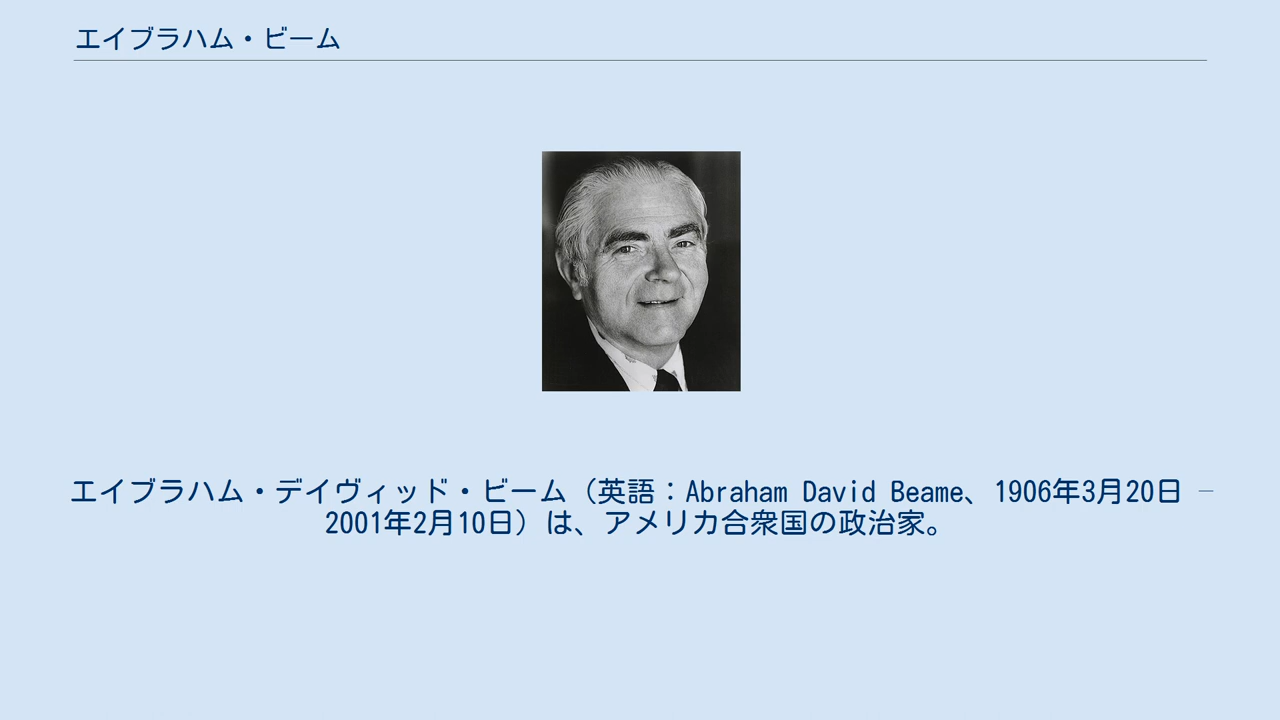 エイブラハム・ビーム
エイブラハム・デイヴィッド・ビーム（英語：Abraham David Beame、1906年3月20日 –
2001年2月10日）は、アメリカ合衆国の政治家。